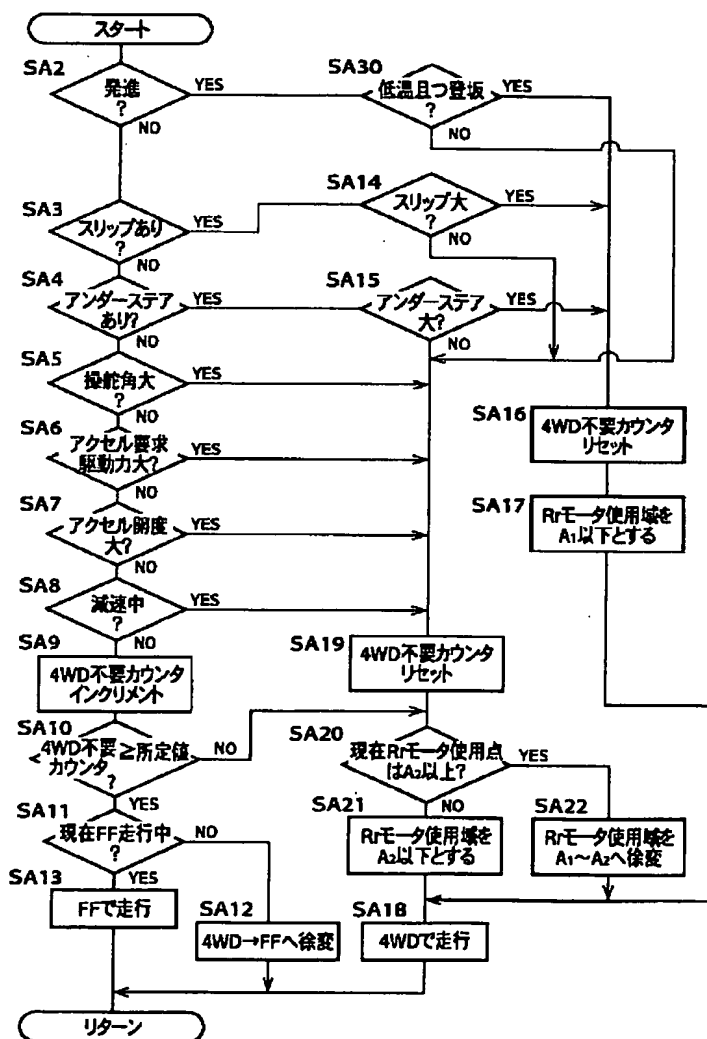 スタート
SA2
発進
?
YES
NO
SA30
低温且つ登坂
?
YES
NO
SA3
スリップあり
?
YES
NO
SA14
スリップ大
?
YES
NO
SA4
アンダーステア
あり?
YES
NO
SA15
アンダーステア
大?
YES
NO
SA5
操舵角大
?
YES
NO
SA6
アクセル要求
駆動力大?
YES
NO
SA7
アクセル開度
大?
YES
NO
SA8
減速中
?
YES
NO
SA16
4WD不要カウンタ
リセット
SA17
Rrモータ使用域を
A1以下とする
SA9
4WD不要カウンタ
インクリメント
SA19
4WD不要カウンタ
リセット
SA10
4WD不要≧所定値
カウンタ
?
NO
YES
SA20
現在Rrモータ使用点
はA2以上?
YES
NO
SA11
現在FF走行中
?
NO
YES
SA21
Rrモータ使用域を
A2以下とする
SA22
Rrモータ使用域を
A1~A2へ徐変
SA13
FFで走行
SA12
4WD→FFへ徐変
SA18
4WDで走行
リターン